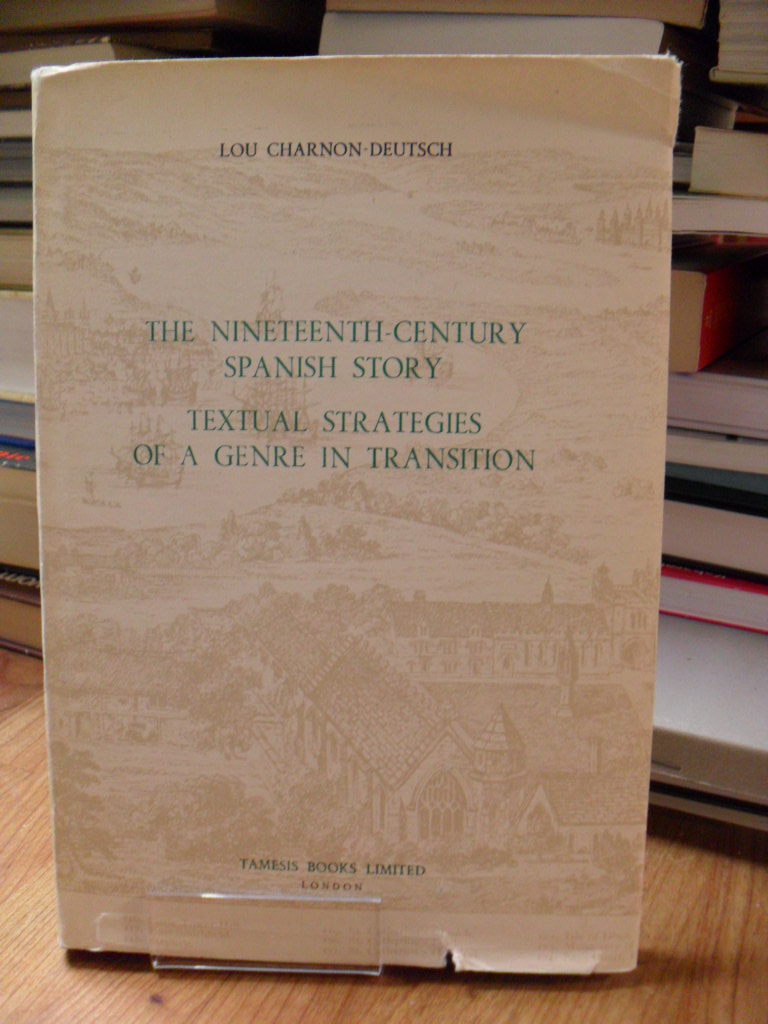 LOU CHARNON-DEUTSCH
THE NINETEENTH-CENTURY
SPANISH STORY
TEXTUAL STRATEGIES
OF A GENRE IN TRANSITION
TAMESIS BOOKS LIMITED
LONDON